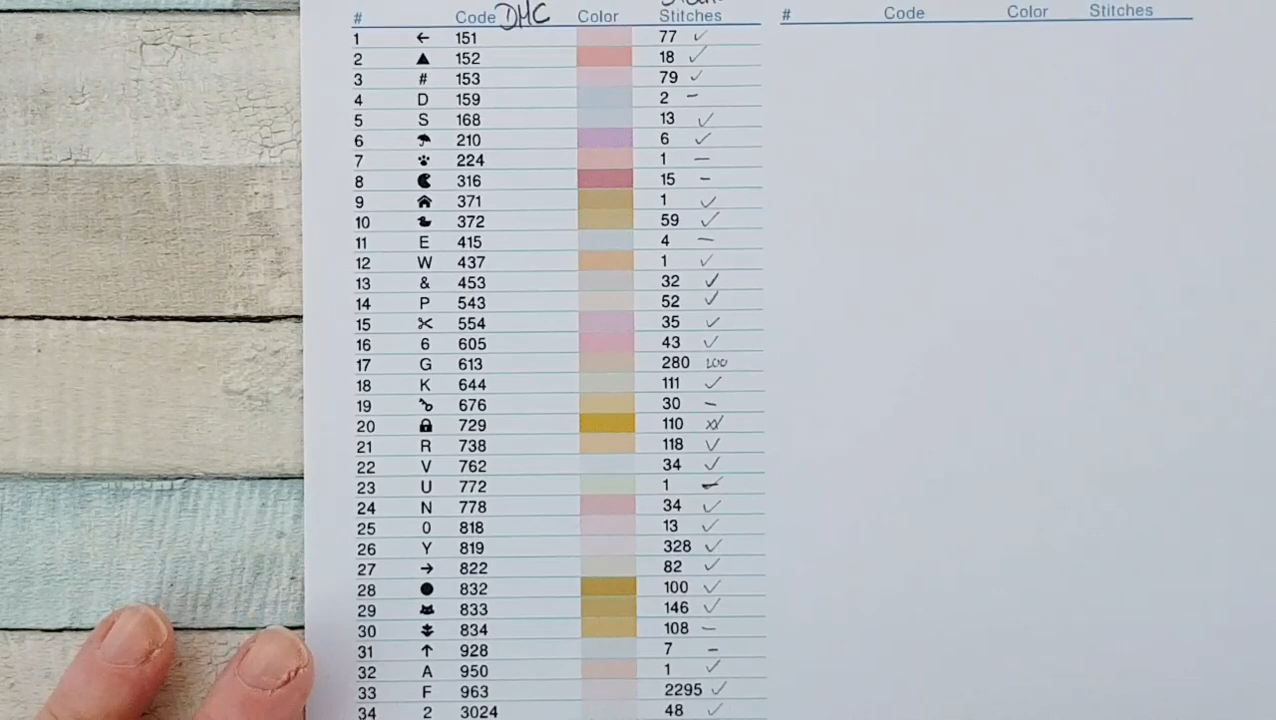 # Code DMC Color Stitches # Code Color Stitches
1 ← 151 77 ✓
2 ▲ 152 18 ✓
3 # 153 79 ✓
4 D 159 2 –
5 S 168 13 ✓
6 ☂ 210 6 ✓
7 224 1 –
8 316 15 –
9 371 1 ✓
10 372 59 ✓
11 E 415 4 –
12 W 437 1 ✓
13 & 453 32 ✓
14 P 543 52 ✓
15 ✂ 554 35 ✓
16 6 605 43 ✓
17 G 613 280 200
18 K 644 111 ✓
19 676 30 –
20 729 110 x✓
21 R 738 118 ✓
22 V 762 34 ✓
23 U 772 1 –
24 N 778 34 ✓
25 0 818 13 ✓
26 Y 819 328 ✓
27 → 822 82 ✓
28 ● 832 100 ✓
29 833 146 ✓
30 834 108 –
31 ↑ 928 7 –
32 A 950 1 ✓
33 F 963 2295 ✓
34 2 3024 48 ✓